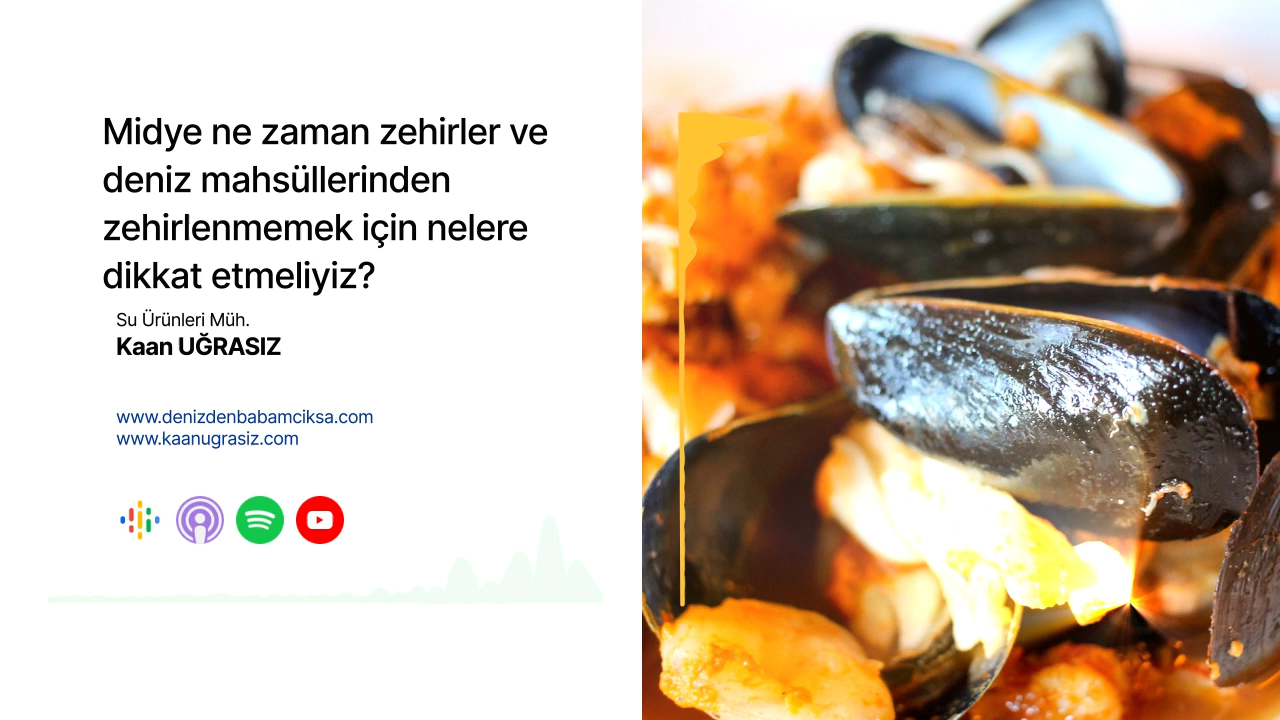 Midye ne zaman zehirler ve
deniz mahsüllerinden
zehirlenmemek için nelere
dikkat etmeliyiz?
Su Ürünleri Müh.
Kaan UĞRASIZ
www.denizdenbabamciksa.com
www.kaanugrasiz.com